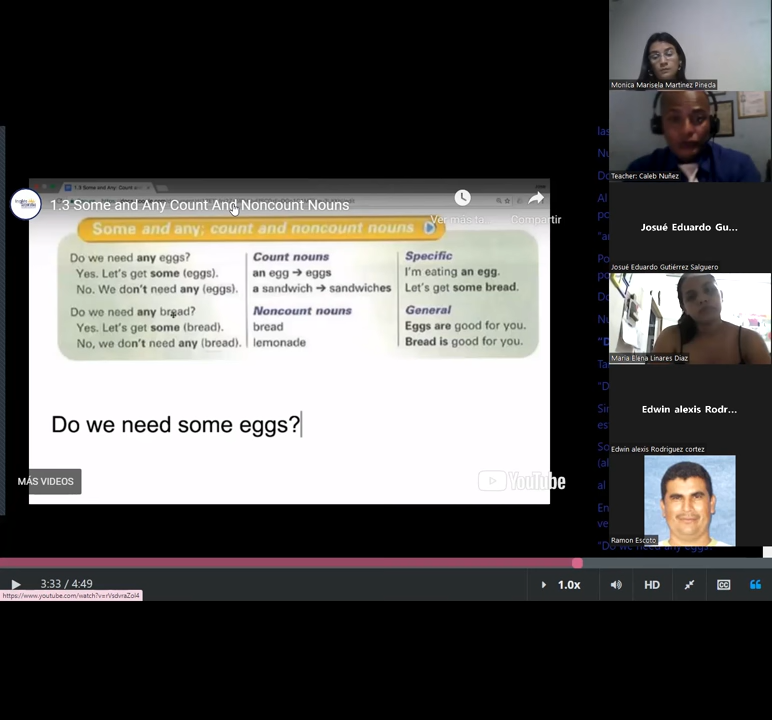 1.3 Some and Any Count And Noncount Nouns
Ver más ta...
Compartir
Some and any; count and noncount nouns
Do we need any eggs?
Yes. Let's get some (eggs).
No. We don't need any (eggs).
Do we need any bread?
Yes. Let's get some (bread).
No, we don't need any (bread).
Count nouns
an egg → eggs
a sandwich → sandwiches
Noncount nouns
bread
lemonade
Specific
I'm eating an egg.
Let's get some bread.
General
Eggs are good for you.
Bread is good for you.
Do we need some eggs?
MÁS VIDEOS
YouTube
3:33 / 4:49
1.0x
HD
CC
Monica Marisela Martinez Pineda
Teacher: Caleb Nuñez
Josué Eduardo Gu...
Josué Eduardo Gutiérrez Salguero
Maria Elena Linares Diaz
Edwin alexis Rodr...
Edwin alexis Rodriguez cortez
Ramon Escoto
"Do we need any eggs?"